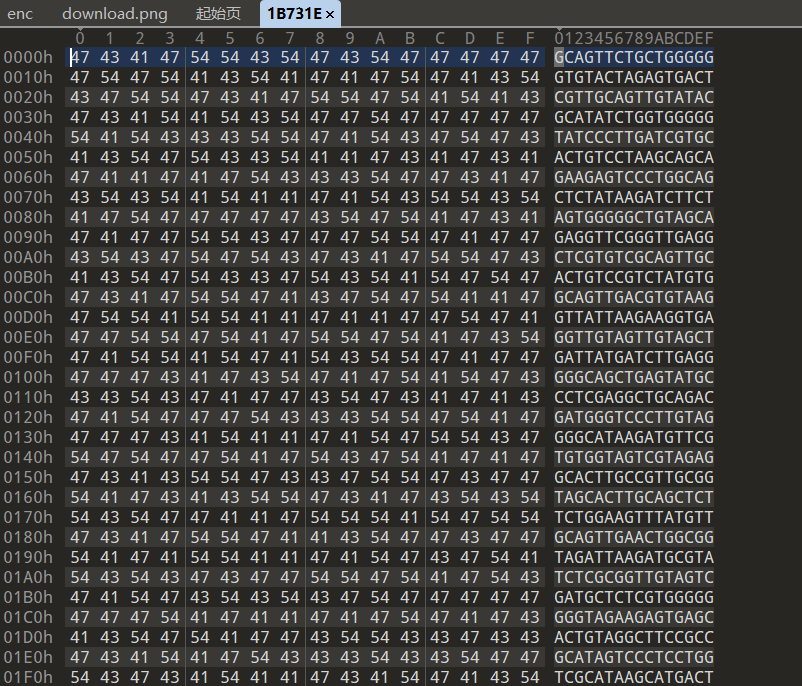 enc download.png 起始页 1B731E ×
0 1 2 3 4 5 6 7 8 9 A B C D E F 0123456789ABCDEF
0000h 47 43 41 47 54 54 43 54 47 43 54 47 47 47 47 47 GCAGTTCTGCTGGGGG
0010h 47 54 47 54 41 43 54 41 47 41 47 54 47 41 43 54 GTGTACTAGAGTGACT
0020h 43 47 54 54 47 43 41 47 54 54 47 54 41 54 41 43 CGTTGCAGTTGTATAC
0030h 47 43 41 54 41 54 43 54 47 47 54 47 47 47 47 47 GCATATCTGGTGGGGG
0040h 54 41 54 43 43 43 54 54 47 41 54 43 47 54 47 43 TATCCCTTGATCGTGC
0050h 41 43 54 47 54 43 43 54 41 41 47 43 41 47 43 41 ACTGTCCTAAGCAGCA
0060h 47 41 41 47 41 47 54 43 43 43 54 47 47 43 41 47 GAAGAGTCCCTGGCAG
0070h 43 54 43 54 41 54 41 41 47 41 54 43 54 54 43 54 CTCTATAAGATCTTCT
0080h 41 47 54 47 47 47 47 47 43 54 47 54 41 47 43 41 AGTGGGGGCTGTAGCA
0090h 47 41 47 47 54 54 43 47 47 47 54 54 47 41 47 47 GAGGTTCGGGTTGAGG
00A0h 43 54 43 47 54 47 54 43 47 43 41 47 54 54 47 43 CTCGTGTCGCAGTTGC
00B0h 41 43 54 47 54 43 43 47 54 43 54 41 54 47 54 47 ACTGTCCGTCTATGTG
00C0h 47 43 41 47 54 54 47 41 43 47 54 47 54 41 41 47 GCAGTTGACGTGTAAG
00D0h 47 54 54 41 54 54 41 41 47 41 41 47 47 54 47 41 GTTATTAAGAAGGTGA
00E0h 47 47 54 54 47 54 41 47 54 54 47 54 41 47 43 54 GGTTGTAGTTGTAGCT
00F0h 47 41 54 54 41 54 47 41 54 43 54 54 47 41 47 47 GATTATGATCTTGAGG
0100h 47 47 47 43 41 47 43 54 47 41 47 54 41 54 47 43 GGGCAGCTGAGTATGC
0110h 43 43 54 43 47 41 47 47 43 54 47 43 41 47 41 43 CCTCGAGGCTGCAGAC
0120h 47 41 54 47 47 47 54 43 43 43 54 54 47 54 41 47 GATGGGTCCCTTGTAG
0130h 47 47 47 43 41 54 41 41 47 41 54 47 54 54 43 47 GGGCATAAGATGTTCG
0140h 54 47 54 47 47 54 41 47 54 43 47 54 41 47 41 47 TGTGGTAGTCGTAGAG
0150h 47 43 41 43 54 54 47 43 43 47 54 54 47 43 47 47 GCACTTGCCGTTGCGG
0160h 54 41 47 43 41 43 54 54 47 43 41 47 43 54 43 54 TAGCACTTGCAGCTCT
0170h 54 43 54 47 47 41 41 47 54 54 54 41 54 47 54 54 TCTGGAAGTTTATGTT
0180h 47 43 41 47 54 54 47 41 41 43 54 47 47 43 47 47 GCAGTTGAACTGGCGG
0190h 54 41 47 41 54 54 41 41 47 41 54 47 43 47 54 41 TAGATTAAGATGCGTA
01A0h 54 43 54 43 47 43 47 47 54 54 47 54 41 47 54 43 TCTCGCGGTTGTAGTC
01B0h 47 41 54 47 43 54 43 54 43 47 54 47 47 47 47 47 GATGCTCTCGTGGGGG
01C0h 47 47 47 54 41 47 41 41 47 41 47 54 47 41 47 43 GGGTAGAAGAGTGAGC
01D0h 41 43 54 47 54 41 47 47 43 54 54 43 43 47 43 43 ACTGTAGGCTTCCGCC
01E0h 47 43 41 54 41 47 54 43 43 43 54 43 43 54 47 47 GCATAGTCCCTCCTGG
01F0h 54 43 47 43 41 54 41 41 47 43 41 54 47 41 43 54 TCGCATAAGCATGACT